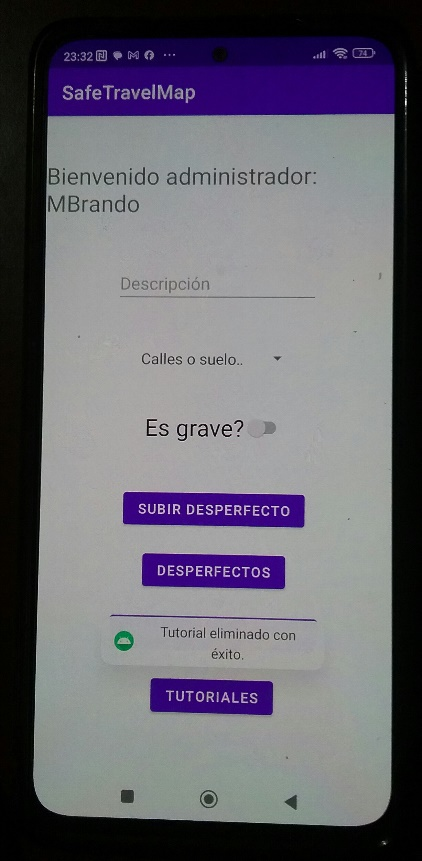 23:32
74
SafeTravelMap
Bienvenido administrador:
MBrando
Descripción
Calles o suelo..
Es grave?
SUBIR DESPERFECTO
DESPERFECTOS
Tutorial eliminado con
éxito.
TUTORIALES